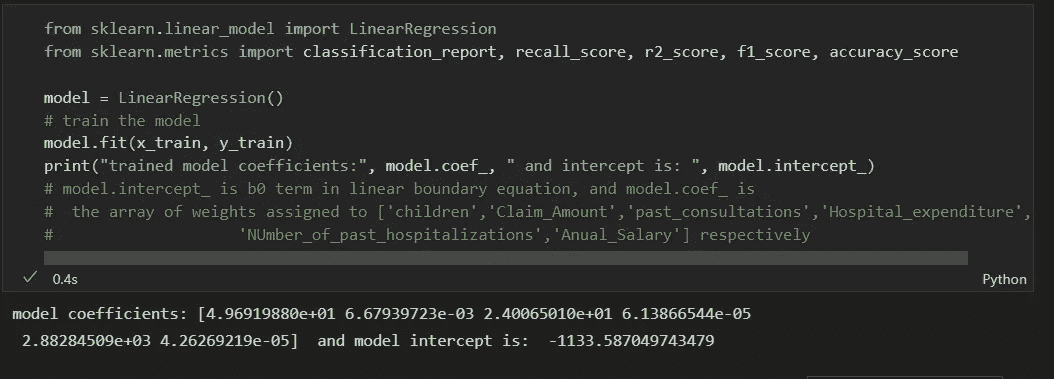 from sklearn.linear_model import LinearRegression
from sklearn.metrics import classification_report, recall_score, r2_score, f1_score, accuracy_score
model = LinearRegression()
# train the model
model.fit(x_train, y_train)
print("trained model coefficients:", model.coef_, " and intercept is: ", model.intercept_)
# model.intercept_ is b0 term in linear boundary equation, and model.coef_ is
#  the array of weights assigned to ['children','Claim_Amount','past_consultations','Hospital_expenditure',
#                   'NUmber_of_past_hospitalizations','Anual_Salary'] respectively
0.4s
Python
model coefficients: [4.96919880e+01 6.67939723e-03 2.40065010e+01 6.13866544e-05
2.88284509e+03 4.26269219e-05]  and model intercept is:  -1133.587049743479